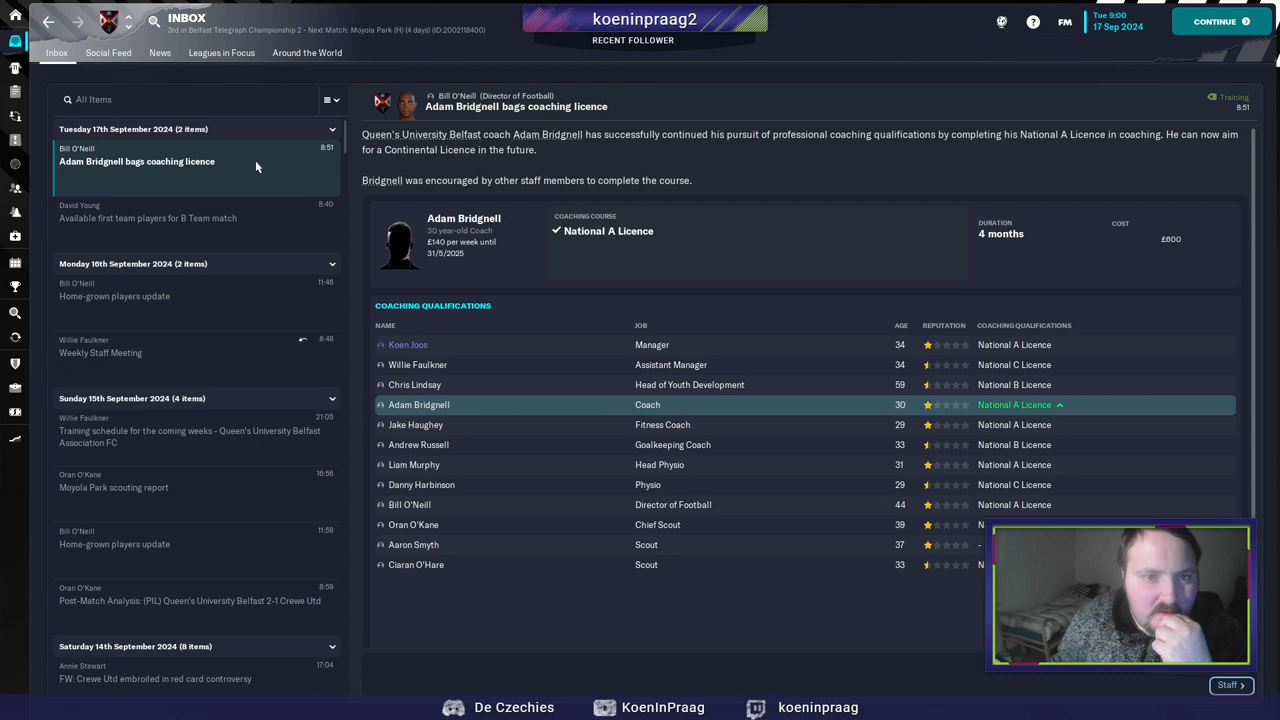 INBOX
3rd in Belfast Telegraph Championship 2 - Next Match: Moyola Park (H) (4 days) (ID:2002118400)
koeninpraag2
RECENT FOLLOWER
FM
Tue 9:00
17 Sep 2024
CONTINUE
Inbox
Social Feed
News
Leagues in Focus
Around the World
All Items
Tuesday 17th September 2024 (2 items)
Bill O'Neill 8:51
Adam Bridgnell bags coaching licence
David Young 8:40
Available first team players for B Team match
Monday 16th September 2024 (2 items)
Bill O'Neill 11:46
Home-grown players update
Willie Faulkner 8:48
Weekly Staff Meeting
Sunday 15th September 2024 (4 items)
Willie Faulkner 21:05
Training schedule for the coming weeks - Queen's University Belfast
Association FC
Oran O'Kane 16:56
Moyola Park scouting report
Bill O'Neill 11:58
Home-grown players update
Oran O'Kane 8:59
Post-Match Analysis: (PIL) Queen's University Belfast 2-1 Crewe Utd
Saturday 14th September 2024 (8 items)
Annie Stewart 17:04
FW: Crewe Utd embroiled in red card controversy
Bill O'Neill (Director of Football)
Adam Bridgnell bags coaching licence
Training
8:51
Queen's University Belfast coach Adam Bridgnell has successfully continued his pursuit of professional coaching qualifications by completing his National A Licence in coaching. He can now aim
for a Continental Licence in the future.
Bridgnell was encouraged by other staff members to complete the course.
Adam Bridgnell
30 year-old Coach
£140 per week until
31/5/2025
COACHING COURSE
National A Licence
DURATION
4 months
COST
£600
COACHING QUALIFICATIONS
NAME JOB AGE REPUTATION COACHING QUALIFICATIONS
Koen Joos Manager 34 National A Licence
Willie Faulkner Assistant Manager 34 National C Licence
Chris Lindsay Head of Youth Development 59 National B Licence
Adam Bridgnell Coach 30 National A Licence
Jake Haughey Fitness Coach 29 National A Licence
Andrew Russell Goalkeeping Coach 33 National B Licence
Liam Murphy Head Physio 31 National A Licence
Danny Harbinson Physio 29 National C Licence
Bill O'Neill Director of Football 44 National A Licence
Oran O'Kane Chief Scout 39 N
Aaron Smyth Scout 37 -
Ciaran O'Hare Scout 33 N
Staff
De Czechies
KoenInPraag
koeninpraag